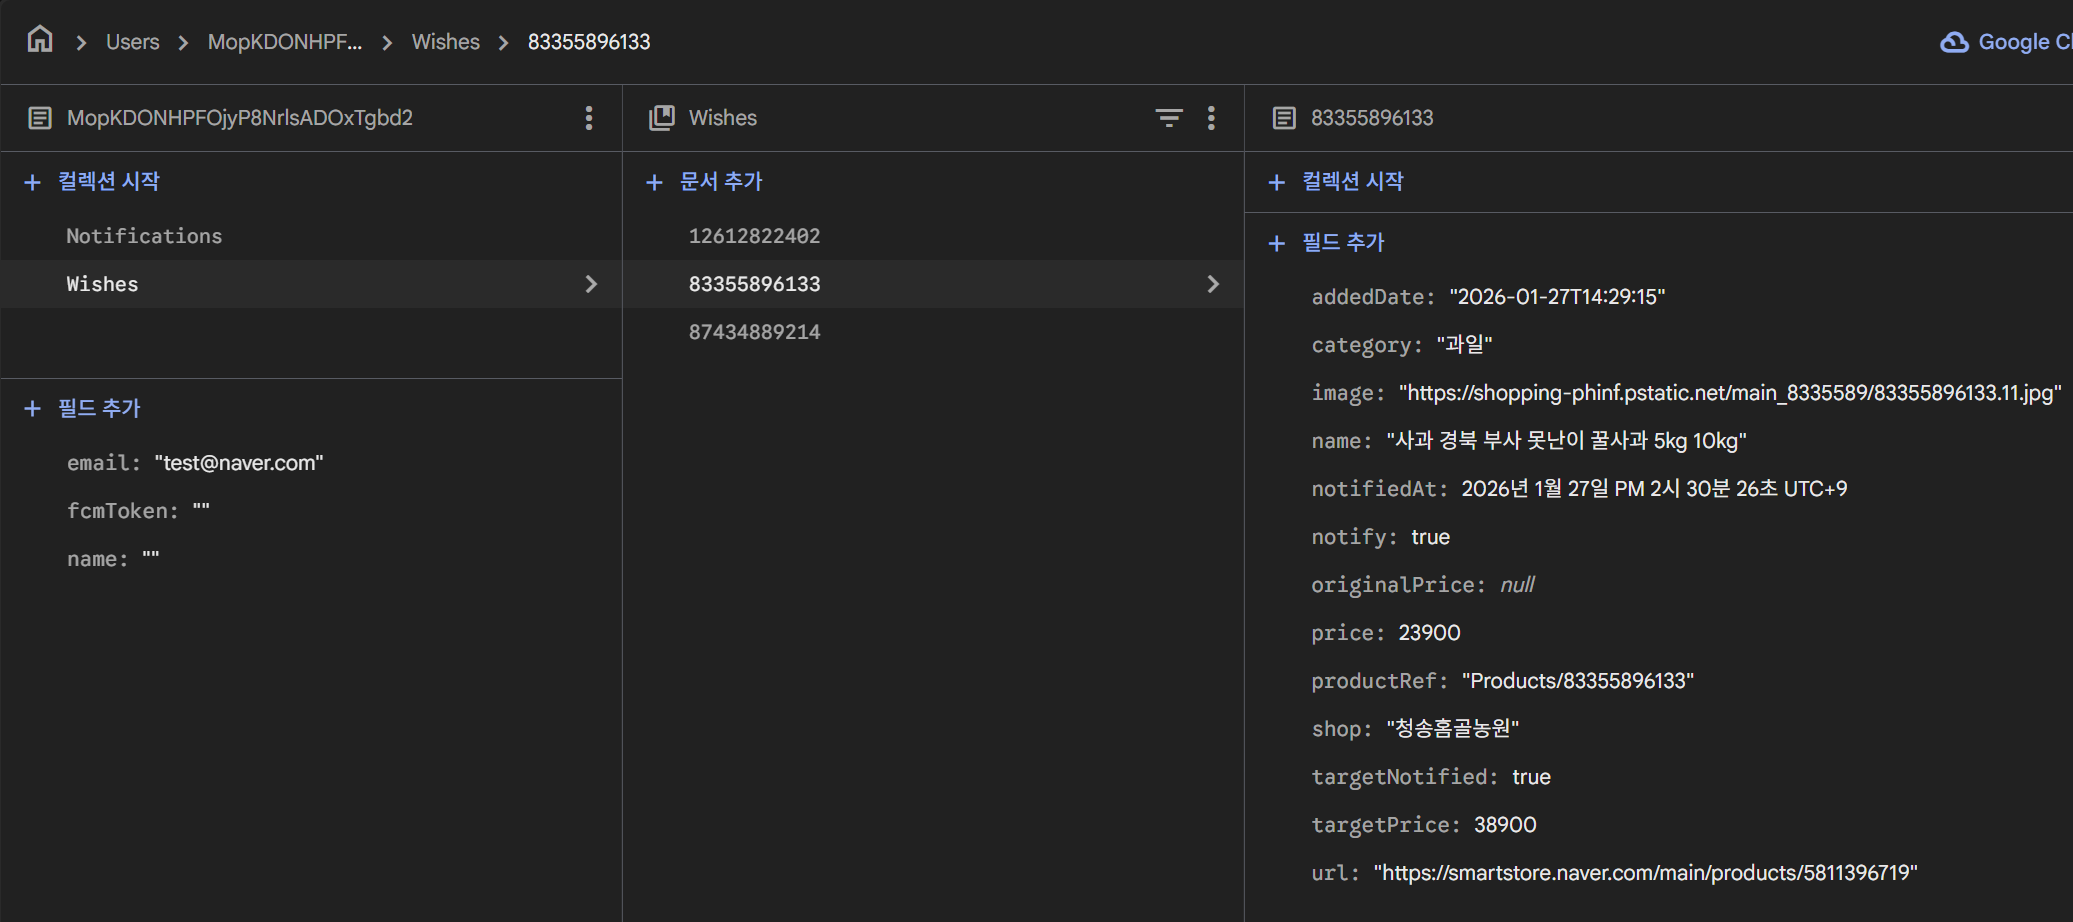 Users
MopKDONHPF...
Wishes
83355896133
Google Cl
MopKDONHPFOjyP8NrlsADOxTgbd2
컬렉션 시작
Notifications
Wishes
필드 추가
email: "test@naver.com"
fcmToken: ""
name: ""
Wishes
문서 추가
12612822402
83355896133
87434889214
83355896133
컬렉션 시작
필드 추가
addedDate: "2026-01-27T14:29:15"
category: "과일"
image: "https://shopping-phinf.pstatic.net/main_8335589/83355896133.11.jpg"
name: "사과 경북 부사 못난이 꿀사과 5kg 10kg"
notifiedAt: 2026년 1월 27일 PM 2시 30분 26초 UTC+9
notify: true
originalPrice: null
price: 23900
productRef: "Products/83355896133"
shop: "청송홈골농원"
targetNotified: true
targetPrice: 38900
url: "https://smartstore.naver.com/main/products/5811396719"